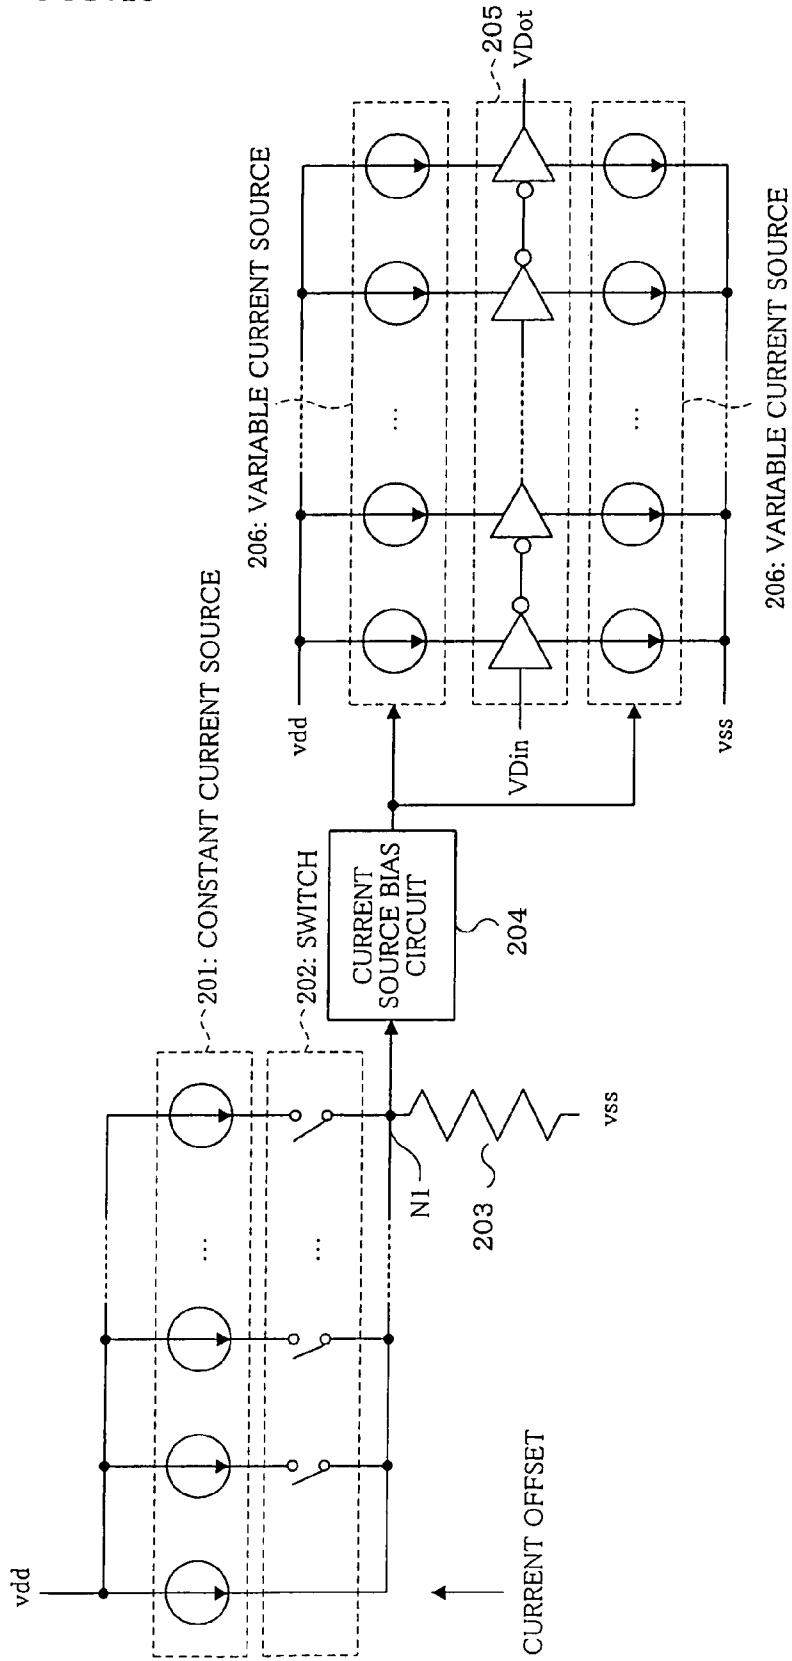 vdd
201: CONSTANT CURRENT SOURCE
...
202: SWITCH
...
N1
203
vss
CURRENT OFFSET
CURRENT
SOURCE BIAS
CIRCUIT
204
206: VARIABLE CURRENT SOURCE
vdd
...
205
VDin
VDot
...
vss
206: VARIABLE CURRENT SOURCE